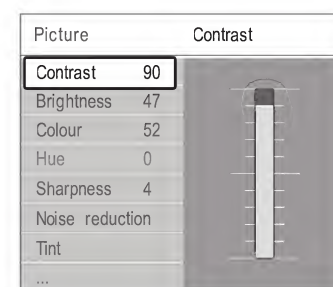 Picture Contrast
Contrast 90
Brightness 47
Colour 52
Hue 0
Sharpness 4
Noise reduction
Tint
...